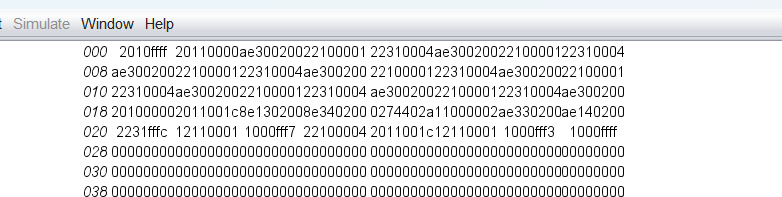 t Simulate Window Help
000 2010ffff 20110000ae30020022100001 22310004ae3002002210000122310004
008 ae3002002210000122310004ae300200 2210000122310004ae30020022100001
010 22310004ae3002002210000122310004 ae3002002210000122310004ae300200
018 201000002011001c8e1302008e340200 0274402a11000002ae330200ae140200
020 2231fffc 12110001 1000fff7 22100004 2011001c12110001 1000fff3 1000ffff
028 00000000000000000000000000000000 00000000000000000000000000000000
030 00000000000000000000000000000000 00000000000000000000000000000000
038 00000000000000000000000000000000 00000000000000000000000000000000